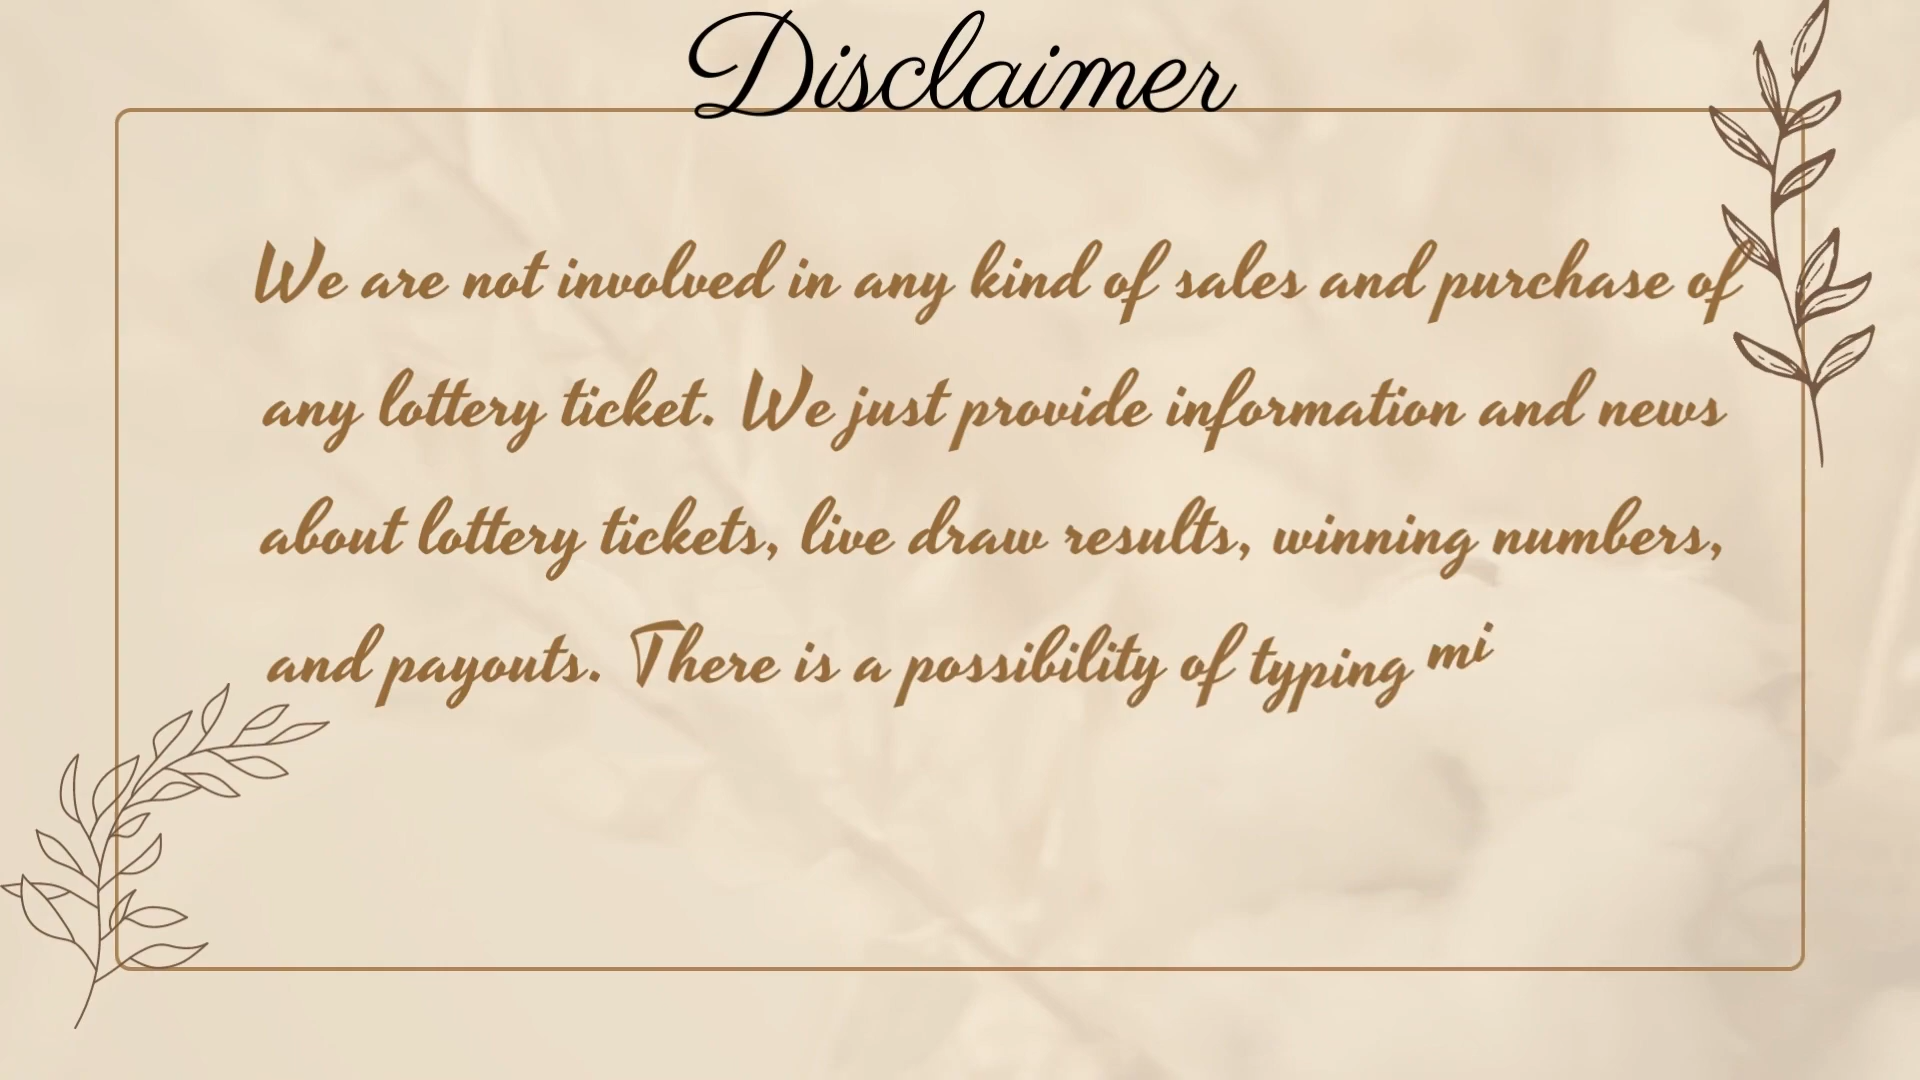 Disclaimer
We are not involved in any kind of sales and purchase of
any lottery ticket. We just provide information and news
about lottery tickets, live draw results, winning numbers,
and payouts. There is a possibility of typing mi